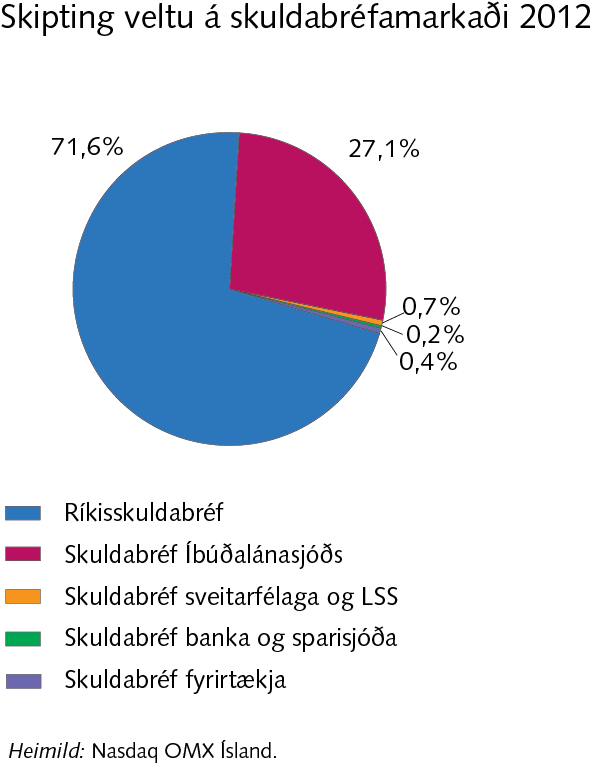 Skipting veltu á skuldabréfamarkaði 2012
71,6%
27,1%
0,7%
0,2%
0,4%
Ríkisskuldabréf
Skuldabréf Íbúðalánasjóðs
Skuldabréf sveitarfélaga og LSS
Skuldabréf banka og sparisjóða
Skuldabréf fyrirtækja
Heimild: Nasdaq OMX Ísland.